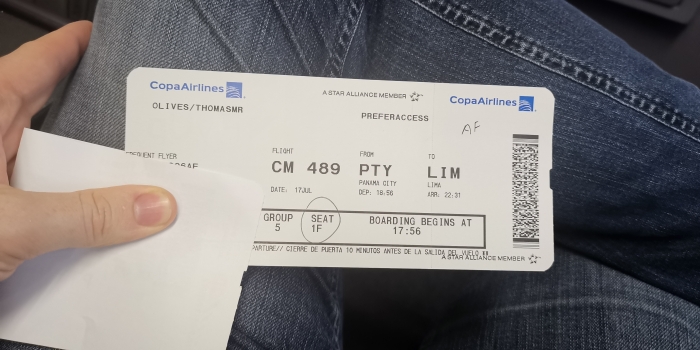 CopaAirlines
A STAR ALLIANCE MEMBER
CopaAirlines
OLIVES/THOMASMR
PREFERACCESS
AF
FLIGHT FROM TO
FREQUENT FLYER
CM 489 PTY LIM
PANAMA CITY LIMA
DATE: 17JUL DEP: 18:56 ARR: 22:31
GROUP SEAT BOARDING BEGINS AT
5 1F 17:56
CIERRE DE PUERTA 10 MINUTOS ANTES DE LA SALIDA DEL VUELO
A STAR ALLIANCE MEMBER